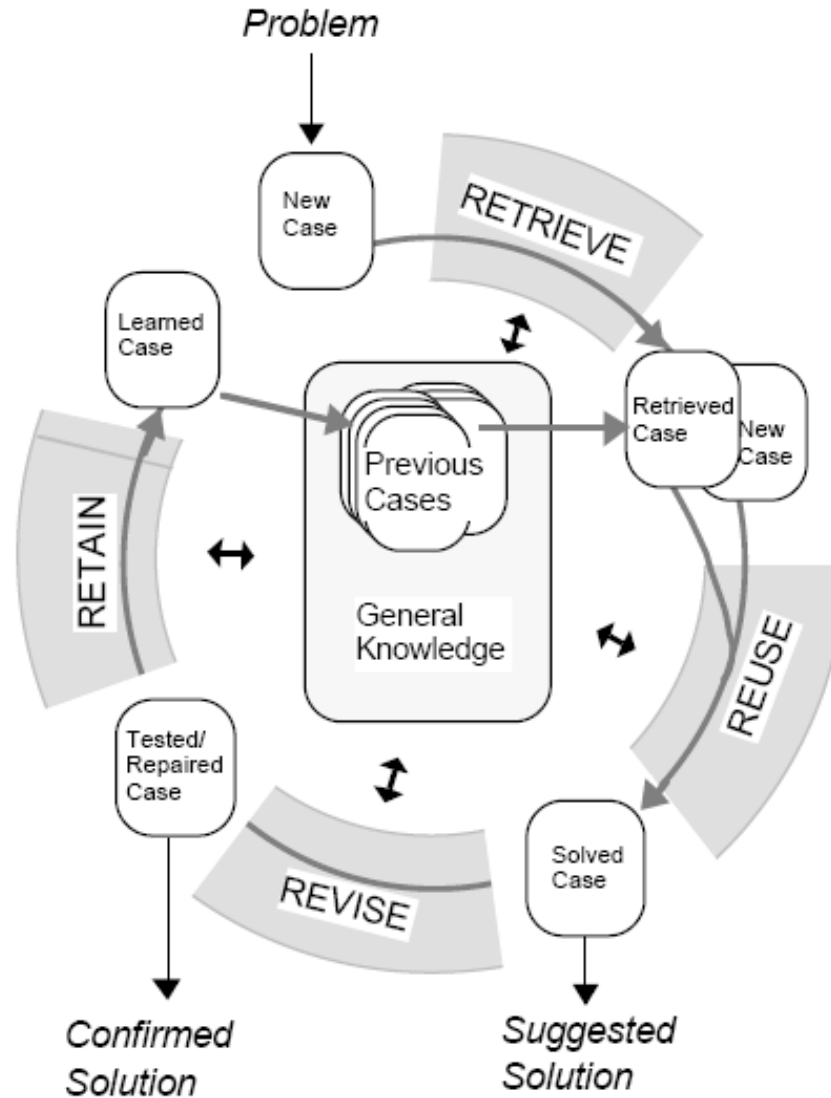 Problem
New
Case
RETRIEVE
Learned
Case
Retrieved
Case
New
Case
Previous
Cases
RETAIN
General
Knowledge
REUSE
Tested/
Repaired
Case
Solved
Case
REVISE
Confirmed
Solution
Suggested
Solution